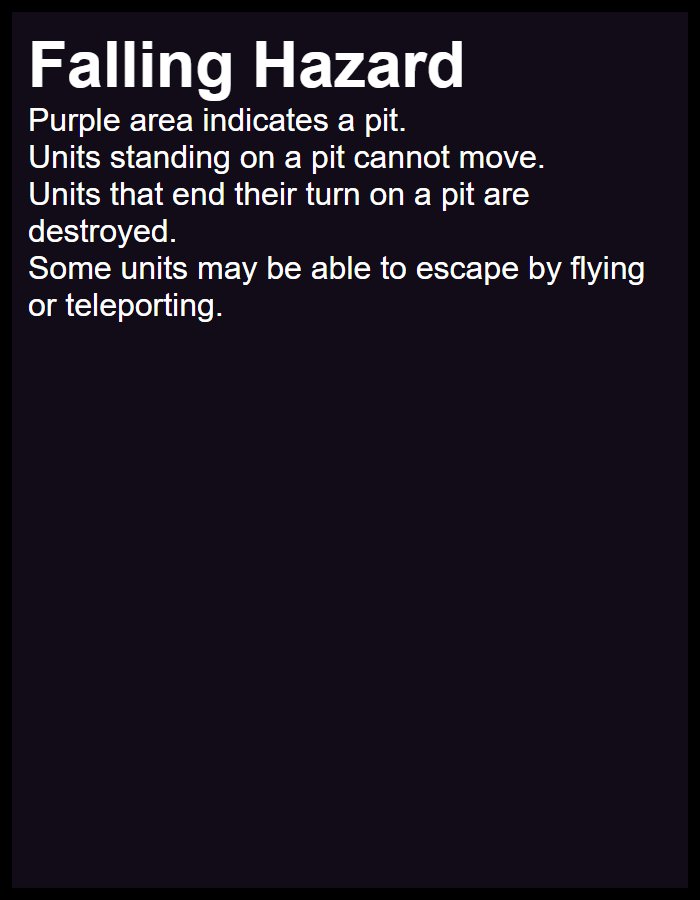 Falling Hazard
Purple area indicates a pit.
Units standing on a pit cannot move.
Units that end their turn on a pit are
destroyed.
Some units may be able to escape by flying
or teleporting.